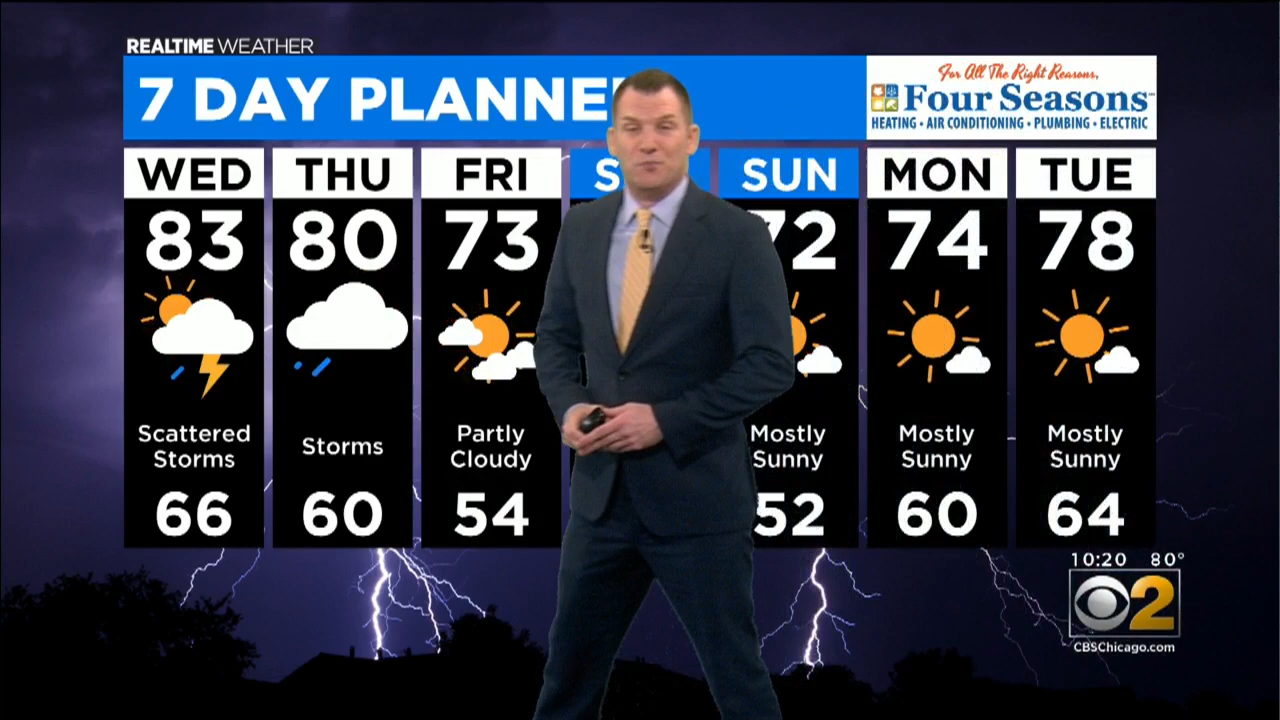 REALTIME WEATHER
7 DAY PLANNE
For All The Right Reasons.
Four Seasons
HEATING • AIR CONDITIONING • PLUMBING • ELECTRIC
WED THU FRI S SUN MON TUE
83 80 73 72 74 78
Scattered
Storms
Storms
Partly
Cloudy
Mostly
Sunny
Mostly
Sunny
Mostly
Sunny
66 60 54 52 60 64
10:20 80°
2
CBSChicago.com